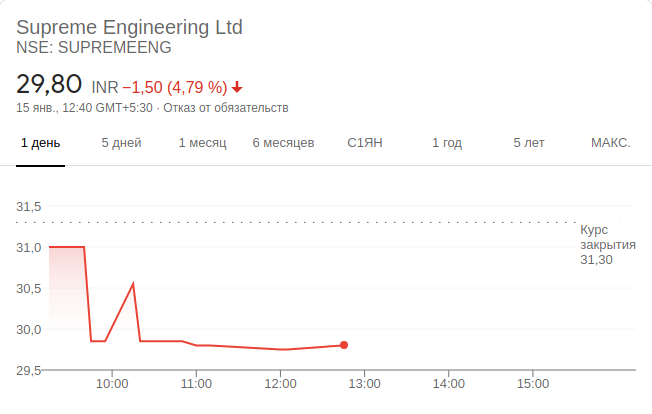 Supreme Engineering Ltd
NSE: SUPREMEENG
29,80 INR −1,50 (4,79 %)
15 янв., 12:40 GMT+5:30 · Отказ от обязательств
1 день 5 дней 1 месяц 6 месяцев С1ЯН 1 год 5 лет МАКС.
31,5
Курс
закрытия
31,30
31,0
30,5
30,0
29,5
10:00 11:00 12:00 13:00 14:00 15:00